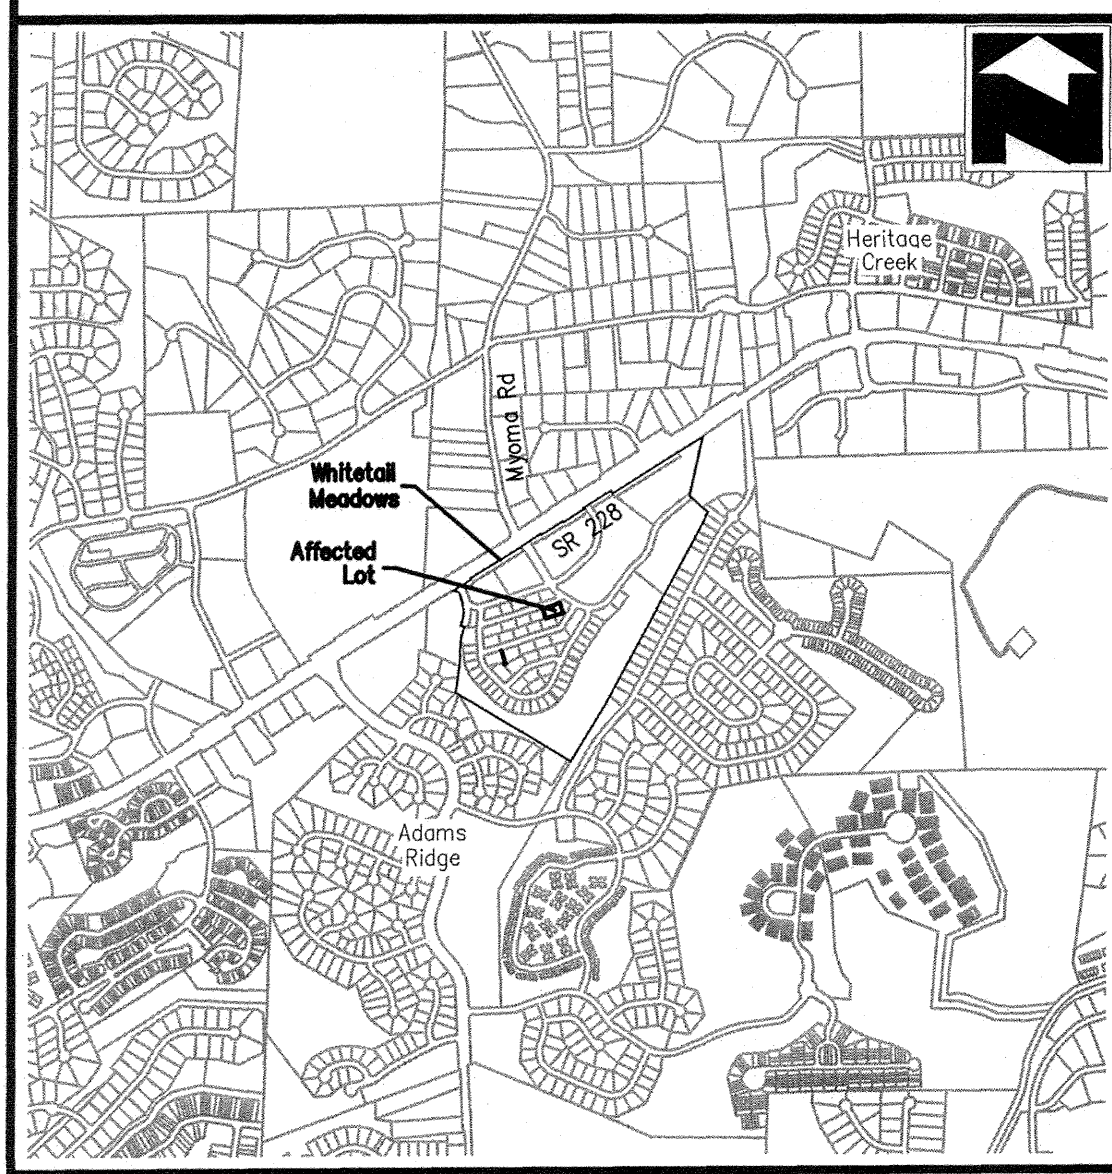 N
Heritage
Creek
Myoma Rd
Whitetail
Meadows
SR 228
Affected
Lot
Adams
Ridge